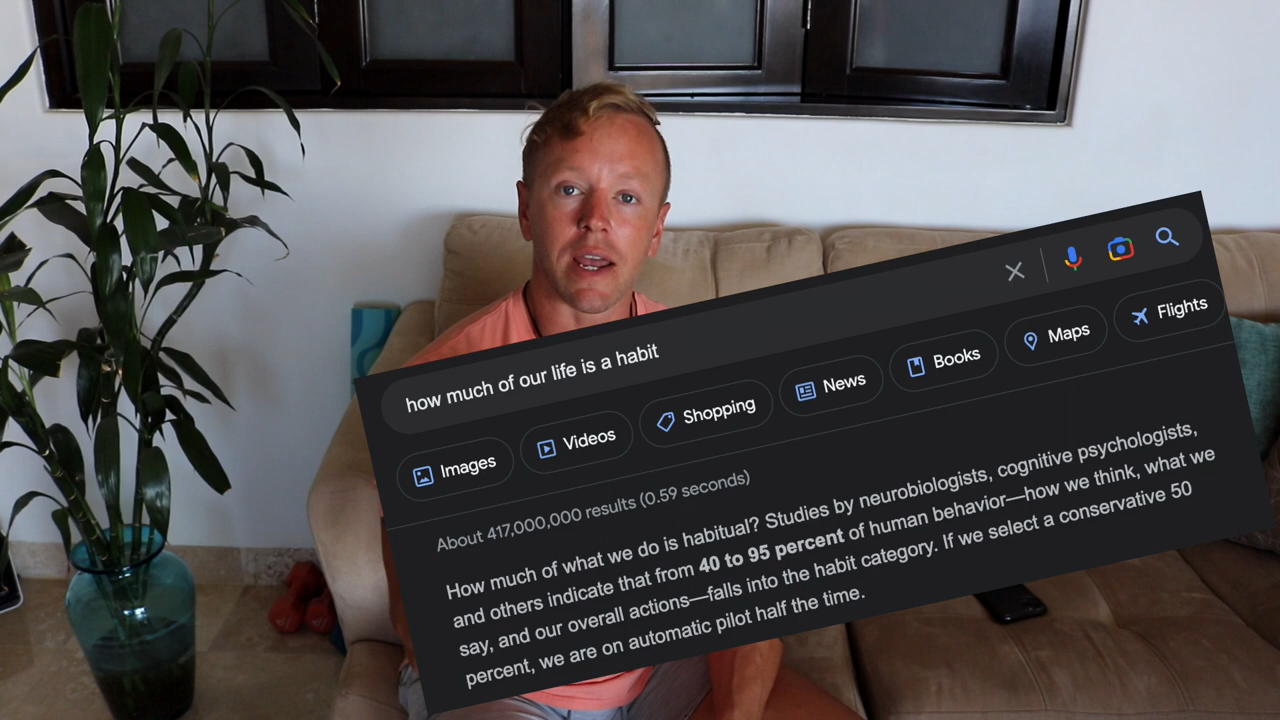 how much of our life is a habit
Images Videos Shopping News Books Maps Flights
About 417,000,000 results (0.59 seconds)
How much of what we do is habitual? Studies by neurobiologists, cognitive psychologists,
and others indicate that from 40 to 95 percent of human behavior—how we think, what we
say, and our overall actions—falls into the habit category. If we select a conservative 50
percent, we are on automatic pilot half the time.